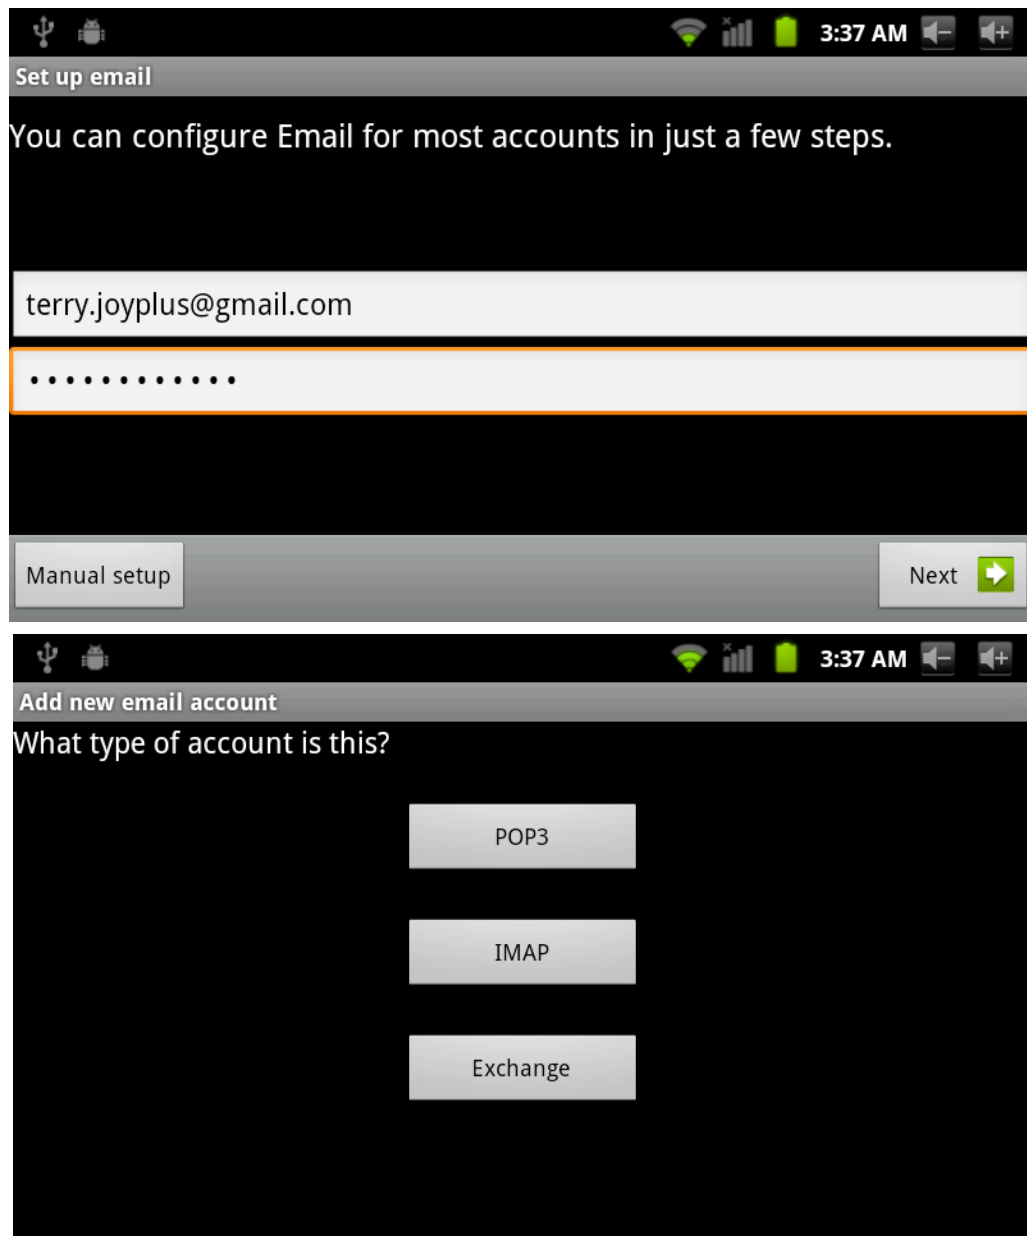 3:37 AM
Set up email
You can configure Email for most accounts in just a few steps.
terry.joyplus@gmail.com
••••••••••••
Manual setup
Next
3:37 AM
Add new email account
What type of account is this?
POP3
IMAP
Exchange